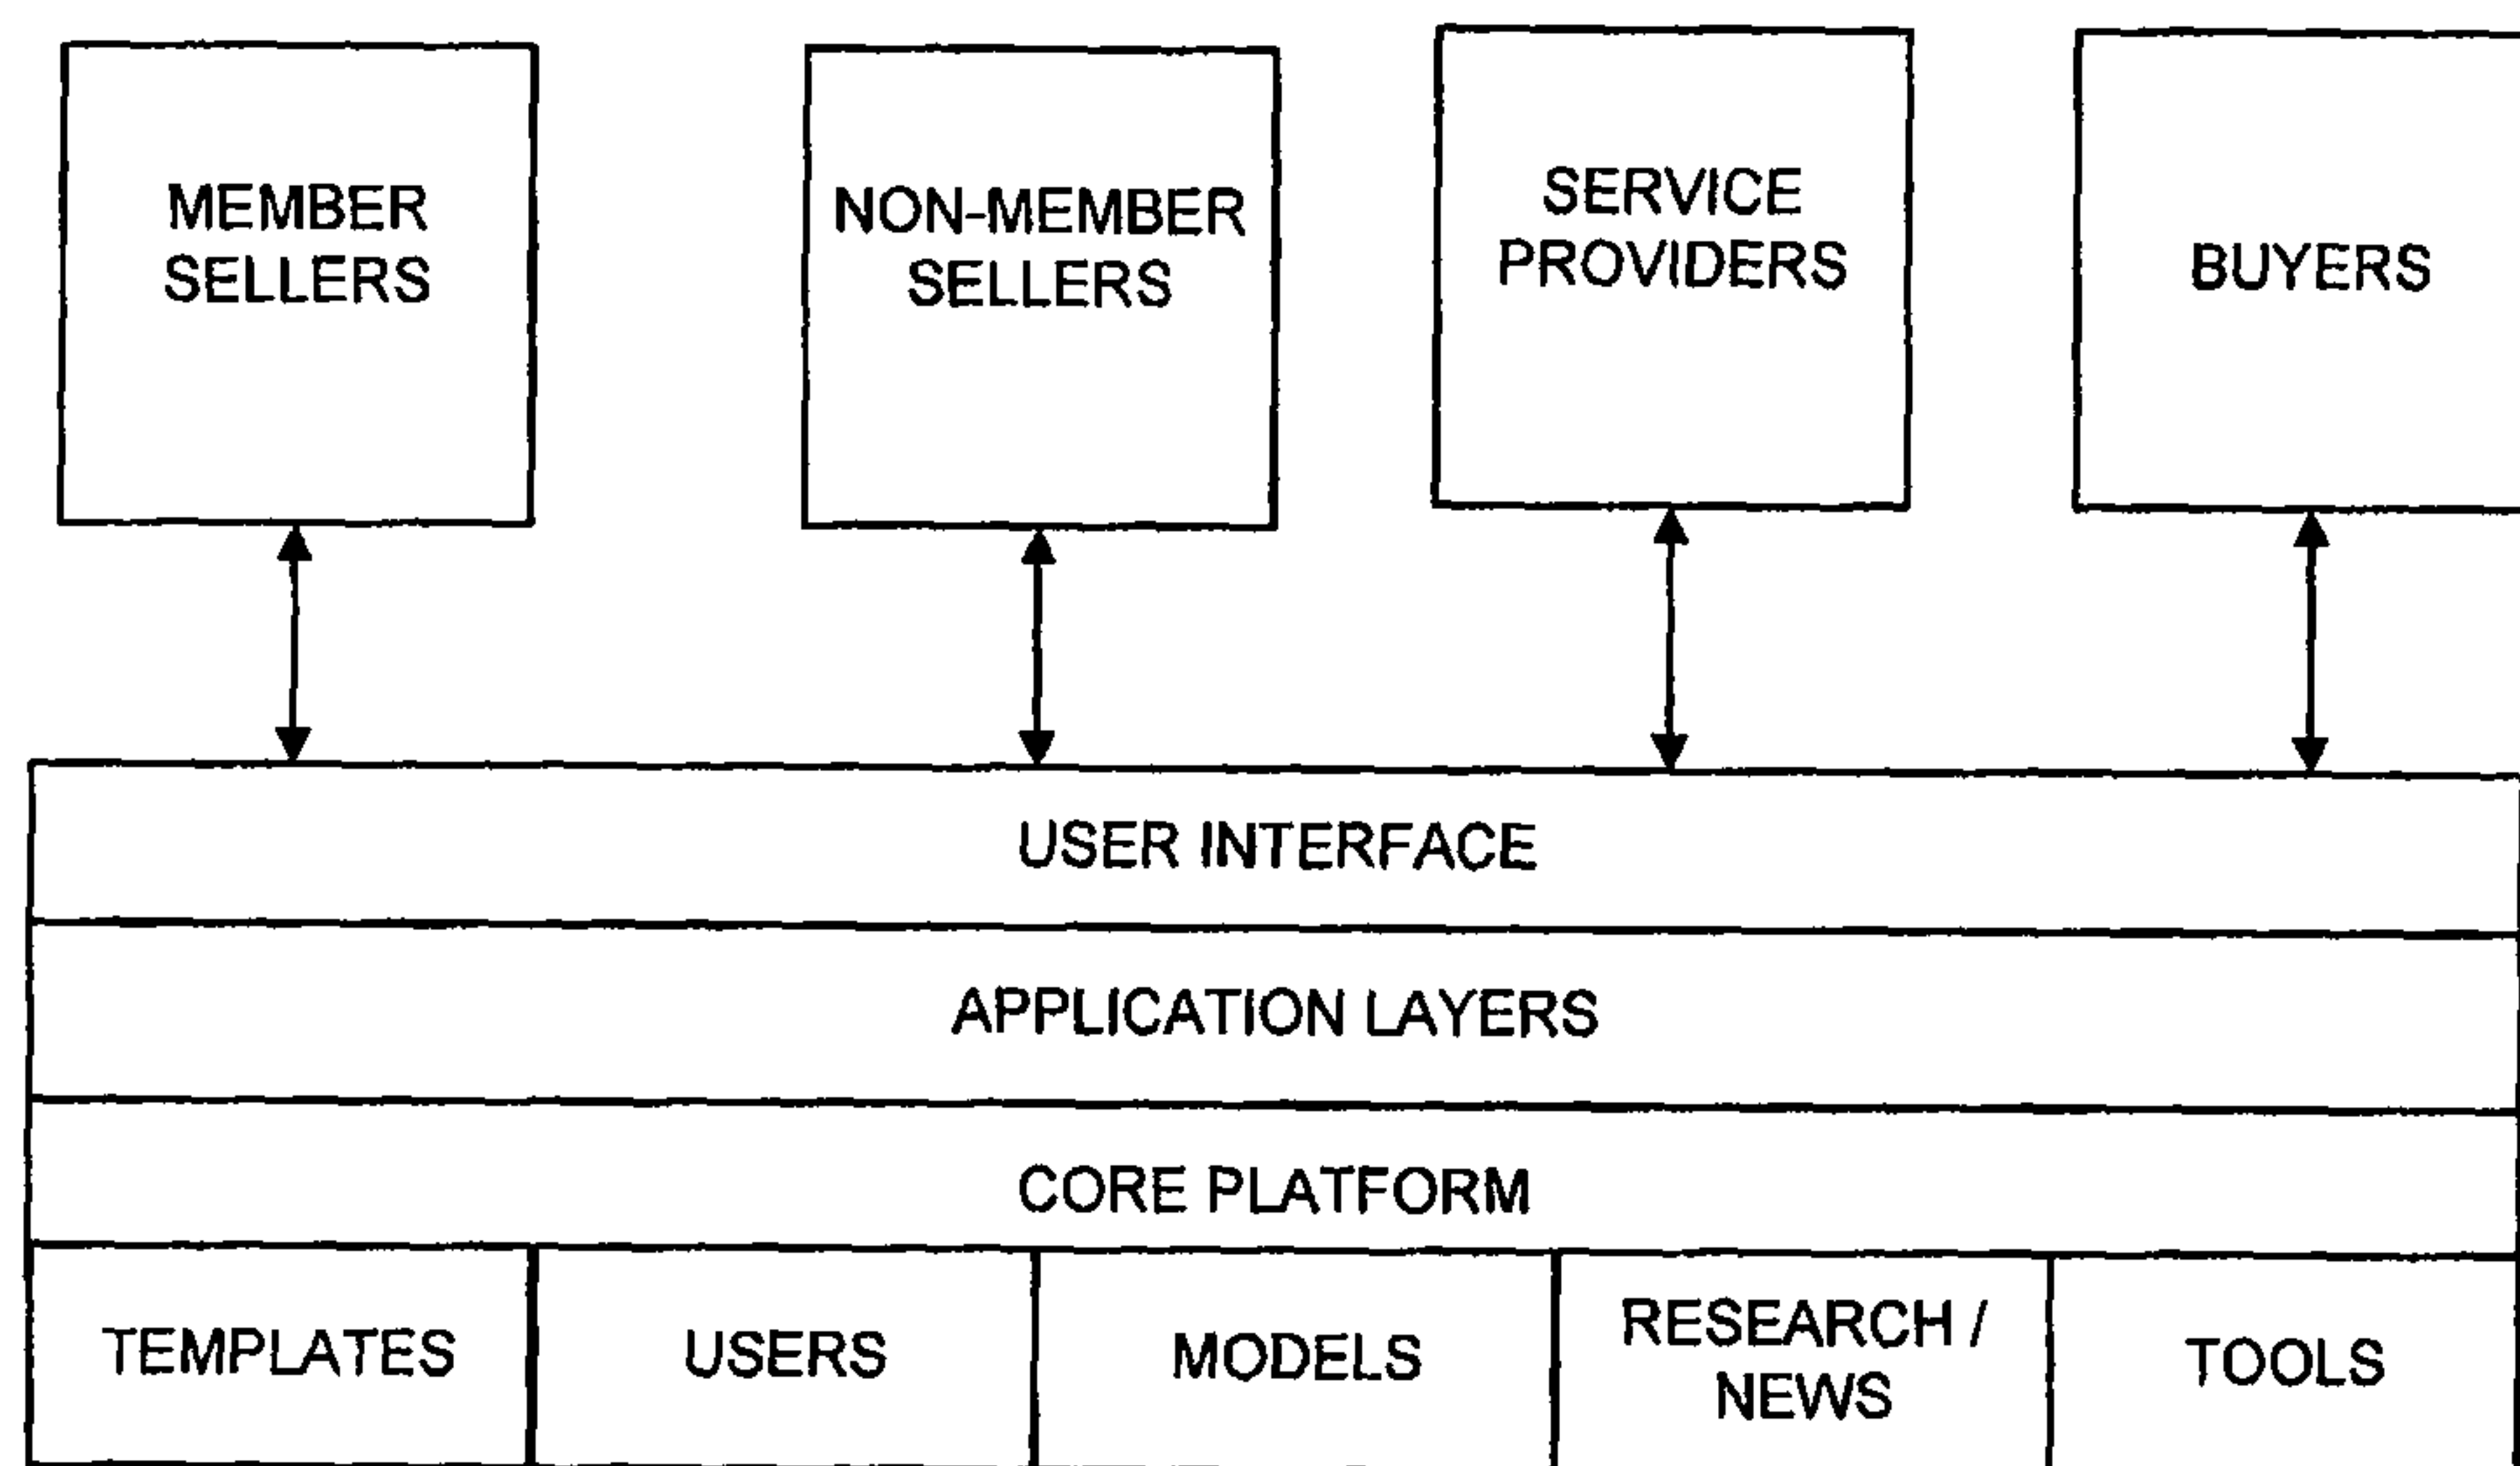 MEMBER
SELLERS
NON-MEMBER
SELLERS
SERVICE
PROVIDERS
BUYERS
USER INTERFACE
APPLICATION LAYERS
CORE PLATFORM
TEMPLATES
USERS
MODELS
RESEARCH /
NEWS
TOOLS